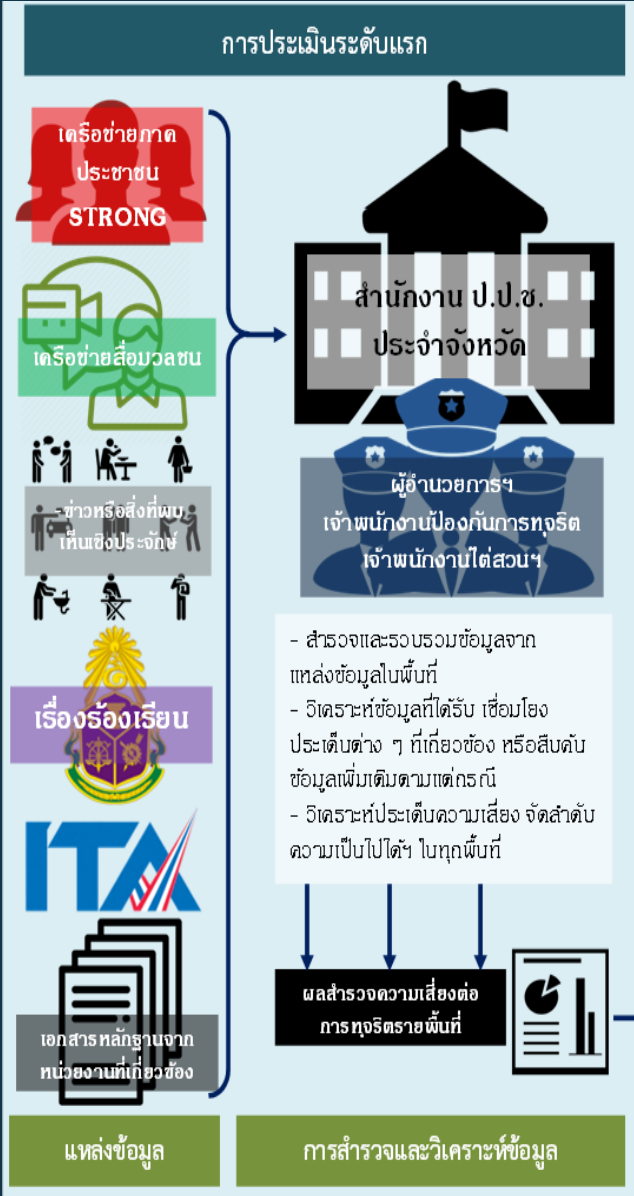 การประเมินระดับแรก
เครือข่ายภาค
ประชาชน
STRONG
เครือข่ายสื่อมวลชน
-ข่าวหรือสิ่งที่พบ
เห็นเชิงประจักษ์
เรื่องร้องเรียน
ITA
เอกสารหลักฐานจาก
หน่วยงานที่เกี่ยวข้อง
แหล่งข้อมูล
สำนักงาน ป.ป.ช.
ประจำจังหวัด
ผู้อำนวยการฯ
เจ้าพนักงานป้องกันการทุจริต
เจ้าพนักงานไต่สวนฯ
- สำรวจและรวบรวมข้อมูลจาก
แหล่งข้อมูลในพื้นที่
- วิเคราะห์ข้อมูลที่ได้รับ เชื่อมโยง
ประเด็นต่าง ๆ ที่เกี่ยวข้อง หรือสืบค้น
ข้อมูลเพิ่มเติมตามแต่กรณี
- วิเคราะห์ประเด็นความเสี่ยง จัดลำดับ
ความเป็นไปได้ฯ ในทุกพื้นที่
ผลสำรวจความเสี่ยงต่อ
การทุจริตรายพื้นที่
การสำรวจและวิเคราะห์ข้อมูล